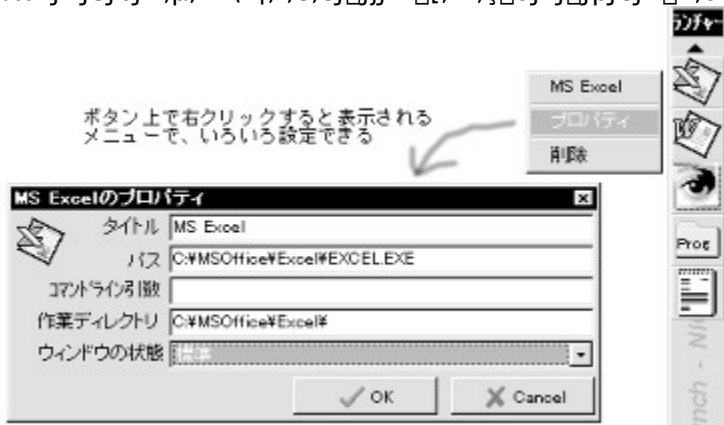 ランチャー
MS Excel
プロパティ
削除
ボタン上で右クリックすると表示される
メニューで、いろいろ設定できる
MS Excelのプロパティ
タイトル MS Excel
パス C:¥MSOffice¥Excel¥EXCEL.EXE
コマンドライン引数
作業ディレクトリ C:¥MSOffice¥Excel¥
ウィンドウの状態 標準
OK Cancel
Prog